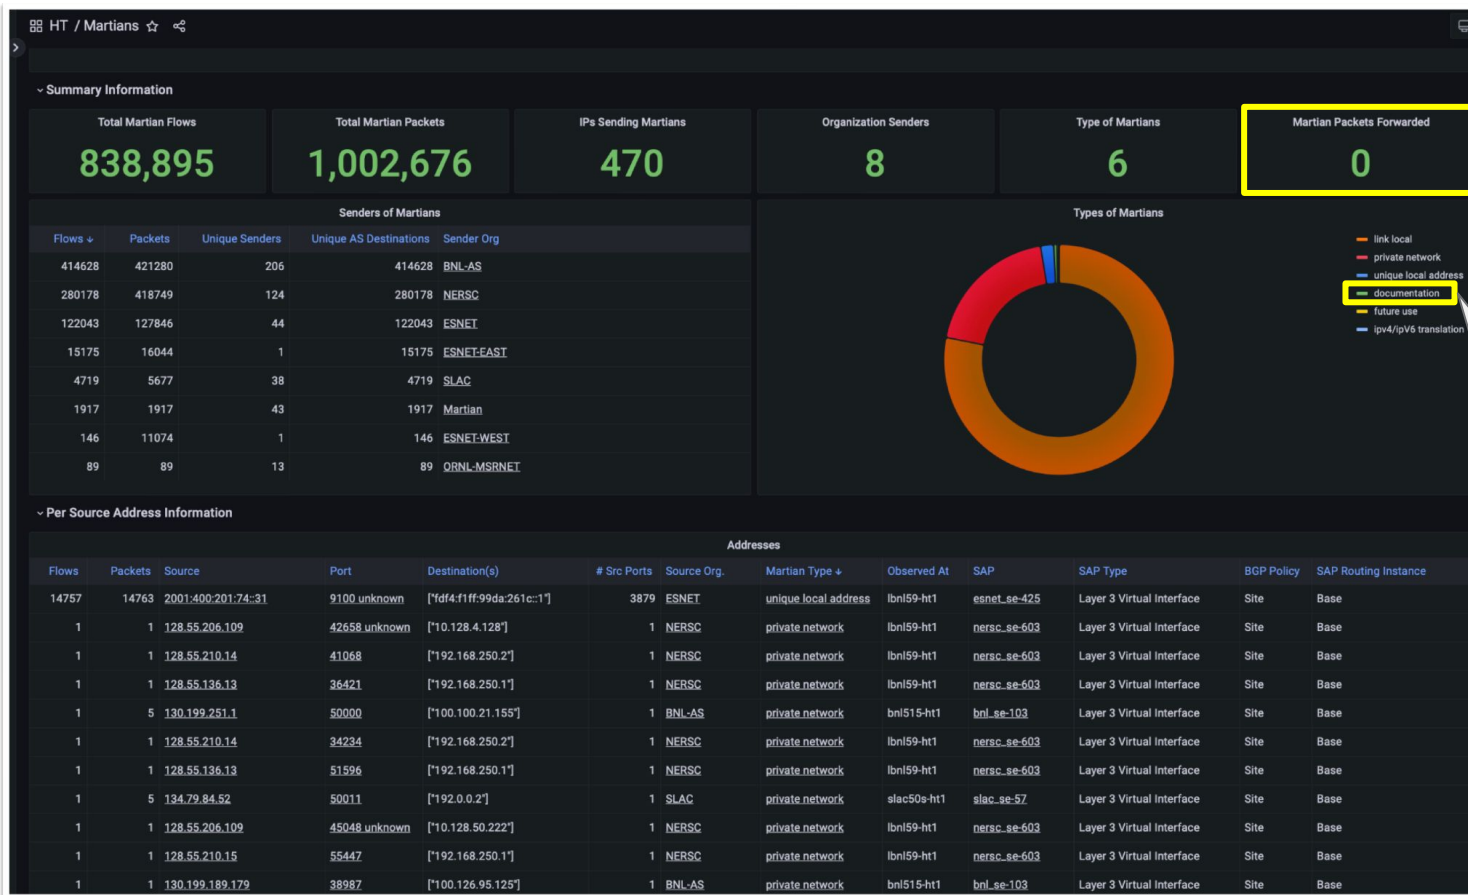 HT / Martians
Summary Information
Total Martian Flows
838,895
Total Martian Packets
1,002,676
IPs Sending Martians
470
Organization Senders
8
Type of Martians
6
Martian Packets Forwarded
0
Senders of Martians
Flows Packets Unique Senders Unique AS Destinations Sender Org
414628 421280 206 414628 BNL-AS
280178 418749 124 280178 NERSC
122043 127846 44 122043 ESNET
15175 16044 1 15175 ESNET-EAST
4719 5677 38 4719 SLAC
1917 1917 43 1917 Martian
146 11074 1 146 ESNET-WEST
89 89 13 89 ORNL-MSRNET
Types of Martians
link local
private network
unique local address
documentation
future use
ipv4/ipV6 translation
Per Source Address Information
Addresses
Flows Packets Source Port Destination(s) # Src Ports Source Org. Martian Type Observed At SAP SAP Type BGP Policy SAP Routing Instance
14757 14763 2001:400:201:74::31 9100 unknown ["fdf4:f1ff:99da:261c::1"] 3879 ESNET unique local address lbnl59-ht1 esnet_se-425 Layer 3 Virtual Interface Site Base
1 1 128.55.206.109 42658 unknown ["10.128.4.128"] 1 NERSC private network lbnl59-ht1 nersc_se-603 Layer 3 Virtual Interface Site Base
1 1 128.55.210.14 41068 ["192.168.250.2"] 1 NERSC private network lbnl59-ht1 nersc_se-603 Layer 3 Virtual Interface Site Base
1 1 128.55.136.13 36421 ["192.168.250.1"] 1 NERSC private network lbnl59-ht1 nersc_se-603 Layer 3 Virtual Interface Site Base
1 5 130.199.251.1 50000 ["100.100.21.155"] 1 BNL-AS private network bnl515-ht1 bnl_se-103 Layer 3 Virtual Interface Site Base
1 1 128.55.210.14 34234 ["192.168.250.2"] 1 NERSC private network lbnl59-ht1 nersc_se-603 Layer 3 Virtual Interface Site Base
1 1 128.55.136.13 51596 ["192.168.250.1"] 1 NERSC private network lbnl59-ht1 nersc_se-603 Layer 3 Virtual Interface Site Base
1 5 134.79.84.52 50011 ["192.0.0.2"] 1 SLAC private network slac50s-ht1 slac_se-57 Layer 3 Virtual Interface Site Base
1 1 128.55.206.109 45048 unknown ["10.128.50.222"] 1 NERSC private network lbnl59-ht1 nersc_se-603 Layer 3 Virtual Interface Site Base
1 1 128.55.210.15 55447 ["192.168.250.1"] 1 NERSC private network lbnl59-ht1 nersc_se-603 Layer 3 Virtual Interface Site Base
1 1 130.199.189.179 38987 ["100.126.95.125"] 1 BNL-AS private network bnl515-ht1 bnl_se-103 Layer 3 Virtual Interface Site Base